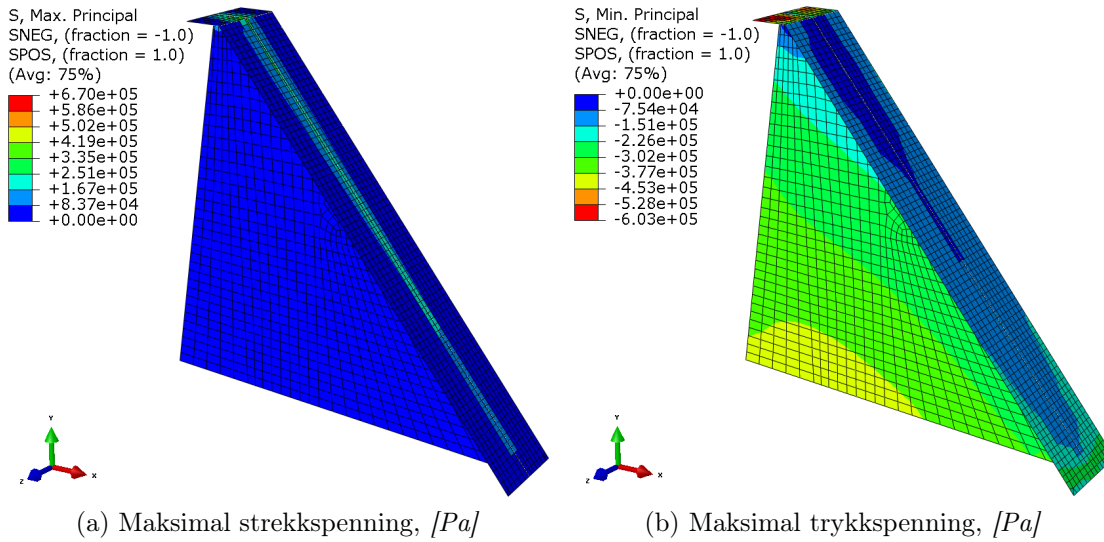 S, Max. Principal
SNEG, (fraction = -1.0)
SPOS, (fraction = 1.0)
(Avg: 75%)
+6.70e+05
+5.86e+05
+5.02e+05
+4.19e+05
+3.35e+05
+2.51e+05
+1.67e+05
+8.37e+04
+0.00e+00
Y
Z
X
(a) Maksimal strekkspenning, [Pa]
S, Min. Principal
SNEG, (fraction = -1.0)
SPOS, (fraction = 1.0)
(Avg: 75%)
+0.00e+00
-7.54e+04
-1.51e+05
-2.26e+05
-3.02e+05
-3.77e+05
-4.53e+05
-5.28e+05
-6.03e+05
Y
Z
X
(b) Maksimal trykkspenning, [Pa]